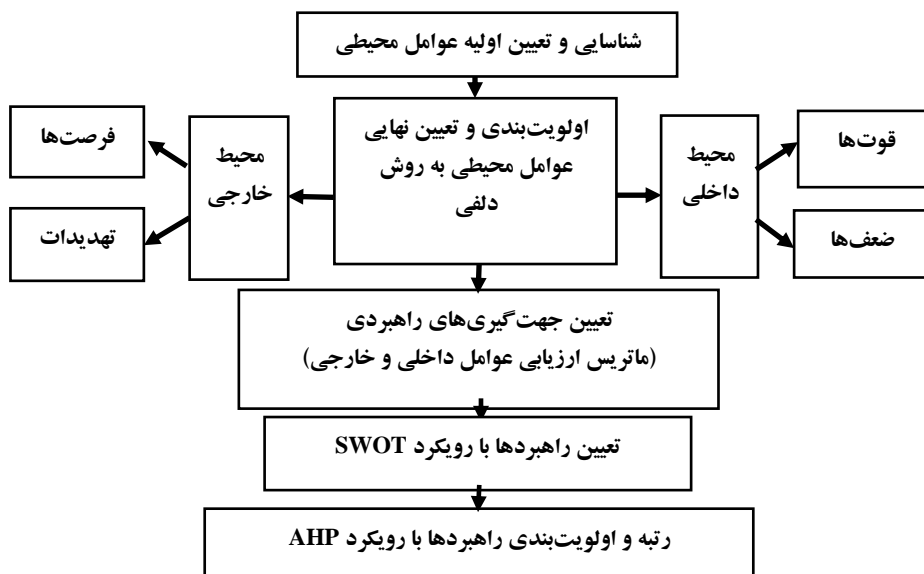 شناسایی و تعیین اولیه عوامل محیطی
اولویت‌بندی و تعیین نهایی
عوامل محیطی به روش
دلفی
محیط
داخلی
قوت‌ها
ضعف‌ها
محیط
خارجی
فرصت‌ها
تهدیدات
تعیین جهت‌گیری‌های راهبردی
(ماتریس ارزیابی عوامل داخلی و خارجی)
تعیین راهبردها با رویکرد SWOT
رتبه و اولویت‌بندی راهبردها با رویکرد AHP